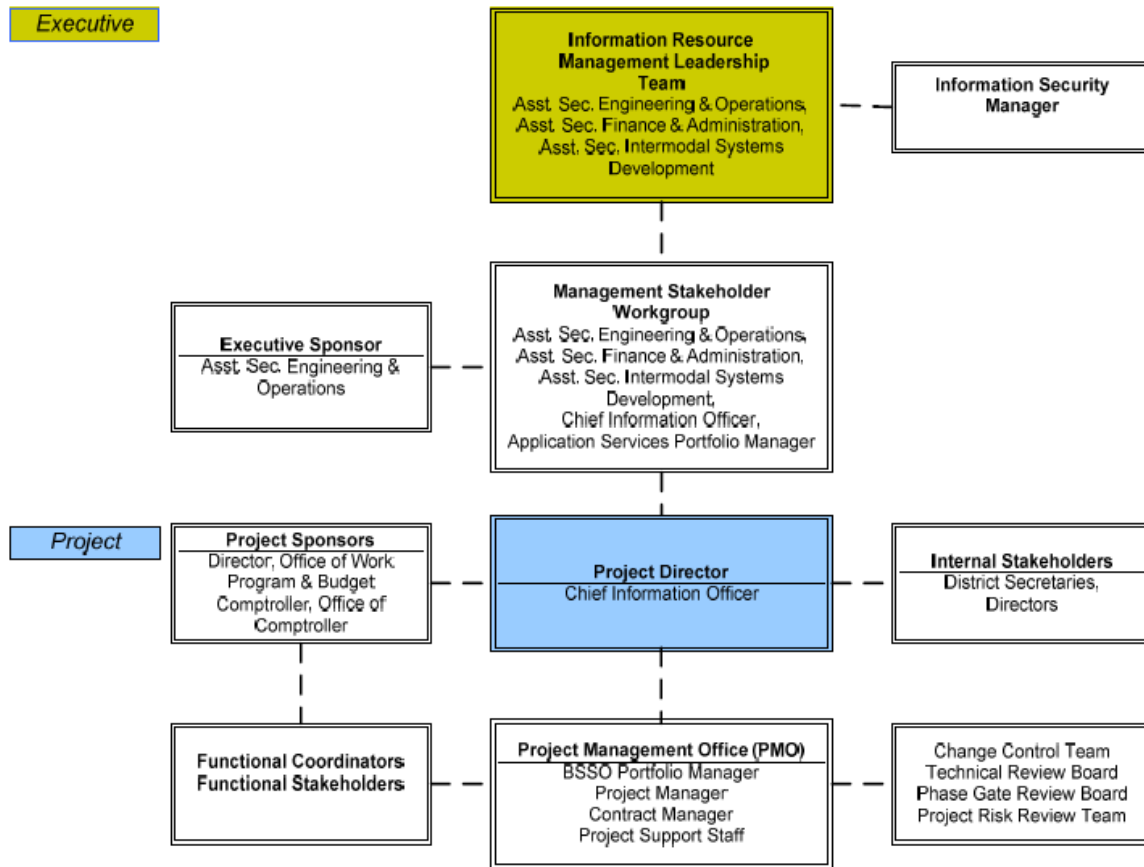 Executive
Information Resource
Management Leadership
Team
Asst. Sec. Engineering & Operations,
Asst. Sec. Finance & Administration,
Asst. Sec. Intermodal Systems
Development
Information Security
Manager
Management Stakeholder
Workgroup
Asst. Sec. Engineering & Operations,
Asst. Sec. Finance & Administration,
Asst. Sec. Intermodal Systems
Development,
Chief Information Officer,
Application Services Portfolio Manager
Executive Sponsor
Asst. Sec. Engineering &
Operations
Project
Project Sponsors
Director, Office of Work
Program & Budget
Comptroller, Office of
Comptroller
Project Director
Chief Information Officer
Internal Stakeholders
District Secretaries,
Directors
Functional Coordinators
Functional Stakeholders
Project Management Office (PMO)
BSSO Portfolio Manager
Project Manager
Contract Manager
Project Support Staff
Change Control Team
Technical Review Board
Phase Gate Review Board
Project Risk Review Team